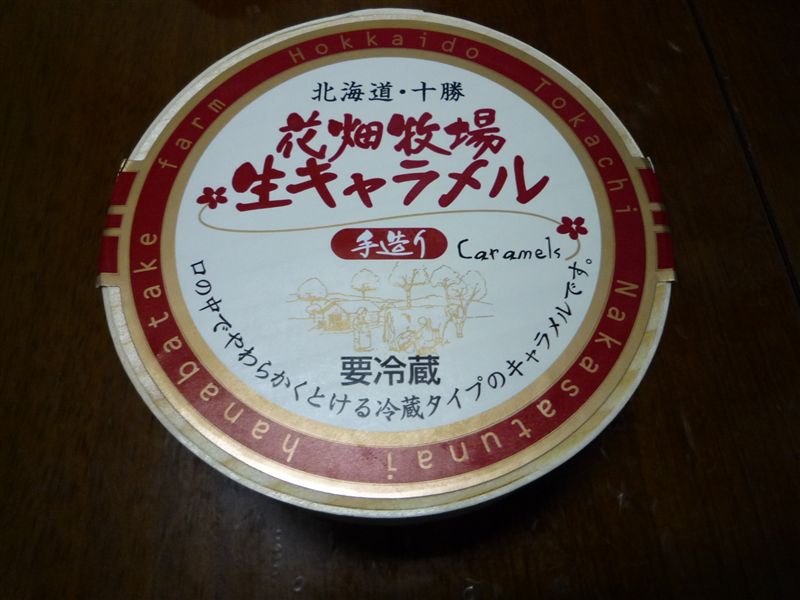 Hokkaido Tokachi Nakasatunai hanabatake farm
北海道・十勝
花畑牧場
生キャラメル
手造り Caramels
要冷蔵
口の中でやわらかくとける冷蔵タイプのキャラメルです。